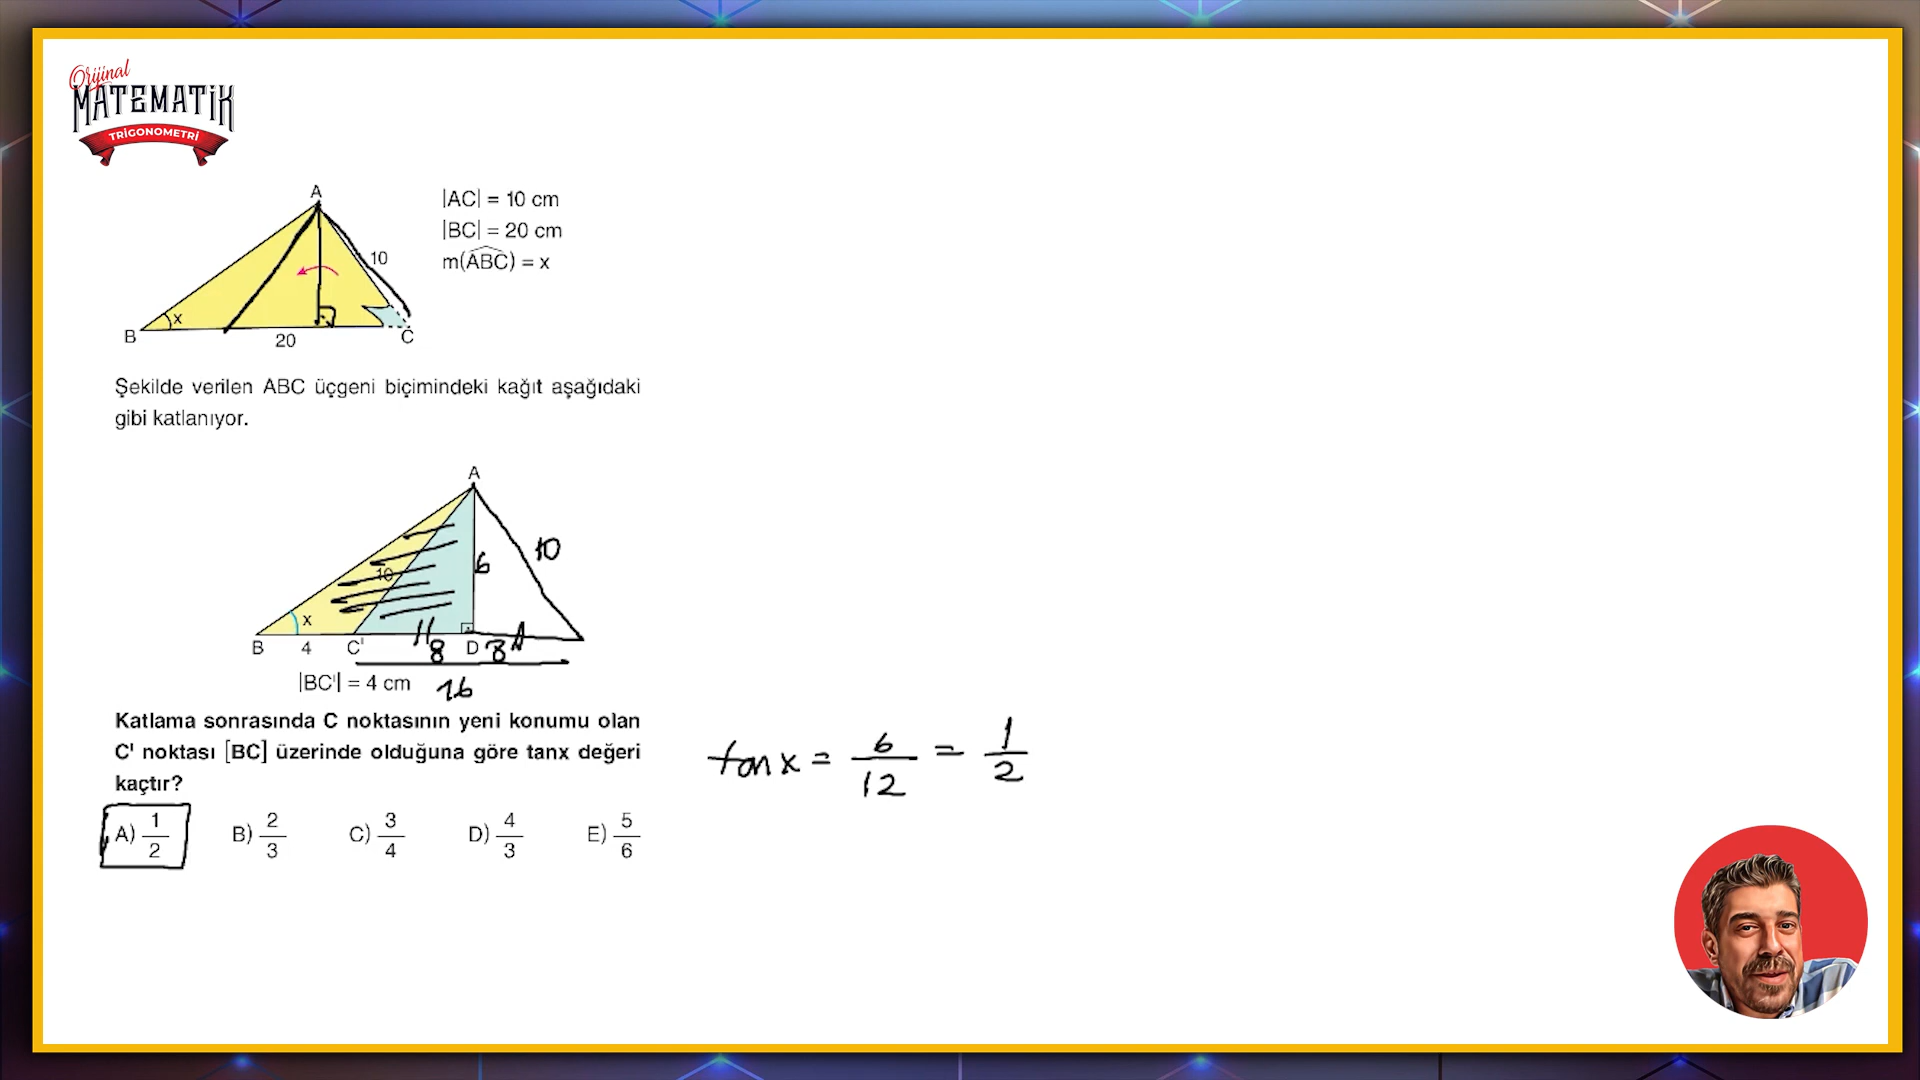 Orijinal
MATEMATİK
TRİGONOMETRİ
A
|AC| = 10 cm
|BC| = 20 cm
m(ABC) = x
10
x
B
20
C
Şekilde verilen ABC üçgeni biçimindeki kağıt aşağıdaki
gibi katlanıyor.
A
10
6
10
x
B 4 C' 8 D 8
|BC'| = 4 cm 16
Katlama sonrasında C noktasının yeni konumu olan
C' noktası [BC] üzerinde olduğuna göre tanx değeri
kaçtır?
tanx = 6/12 = 1/2
A) 1/2 B) 2/3 C) 3/4 D) 4/3 E) 5/6